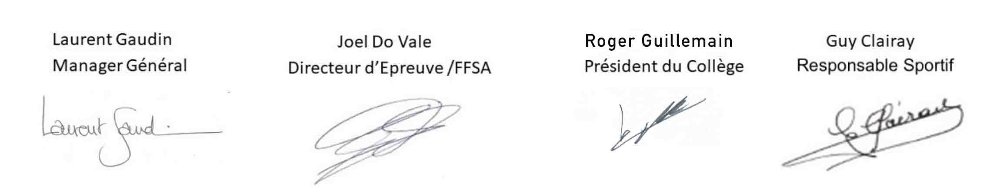 Laurent Gaudin
Manager Général
Joel Do Vale
Directeur d'Epreuve /FFSA
Roger Guillemain
Président du Collège
Guy Clairay
Responsable Sportif
Laurent Gaudin